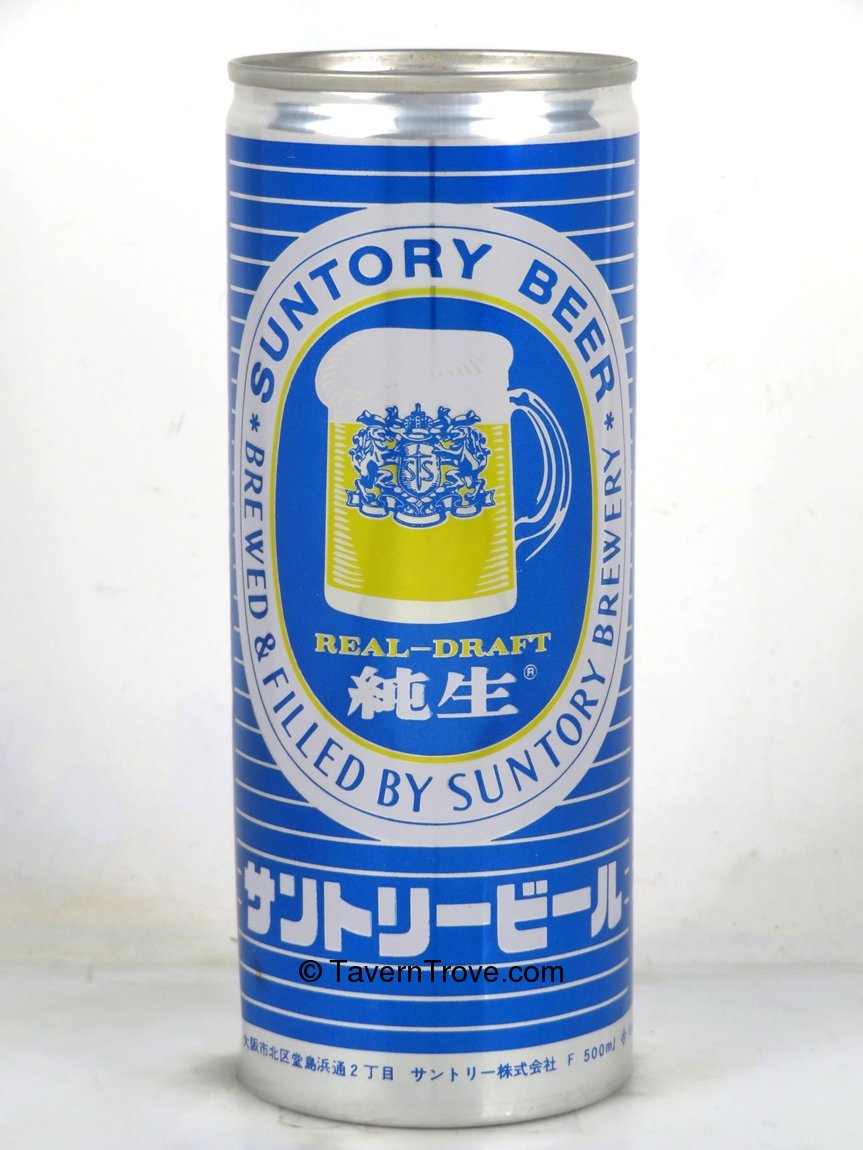 SUNTORY BEER
* BREWED & FILLED BY SUNTORY BREWERY *
STS
REAL-DRAFT
純生®
サントリービール
© TavernTrove.com
大阪市北区堂島浜通2丁目 サントリー株式会社 F 500ml